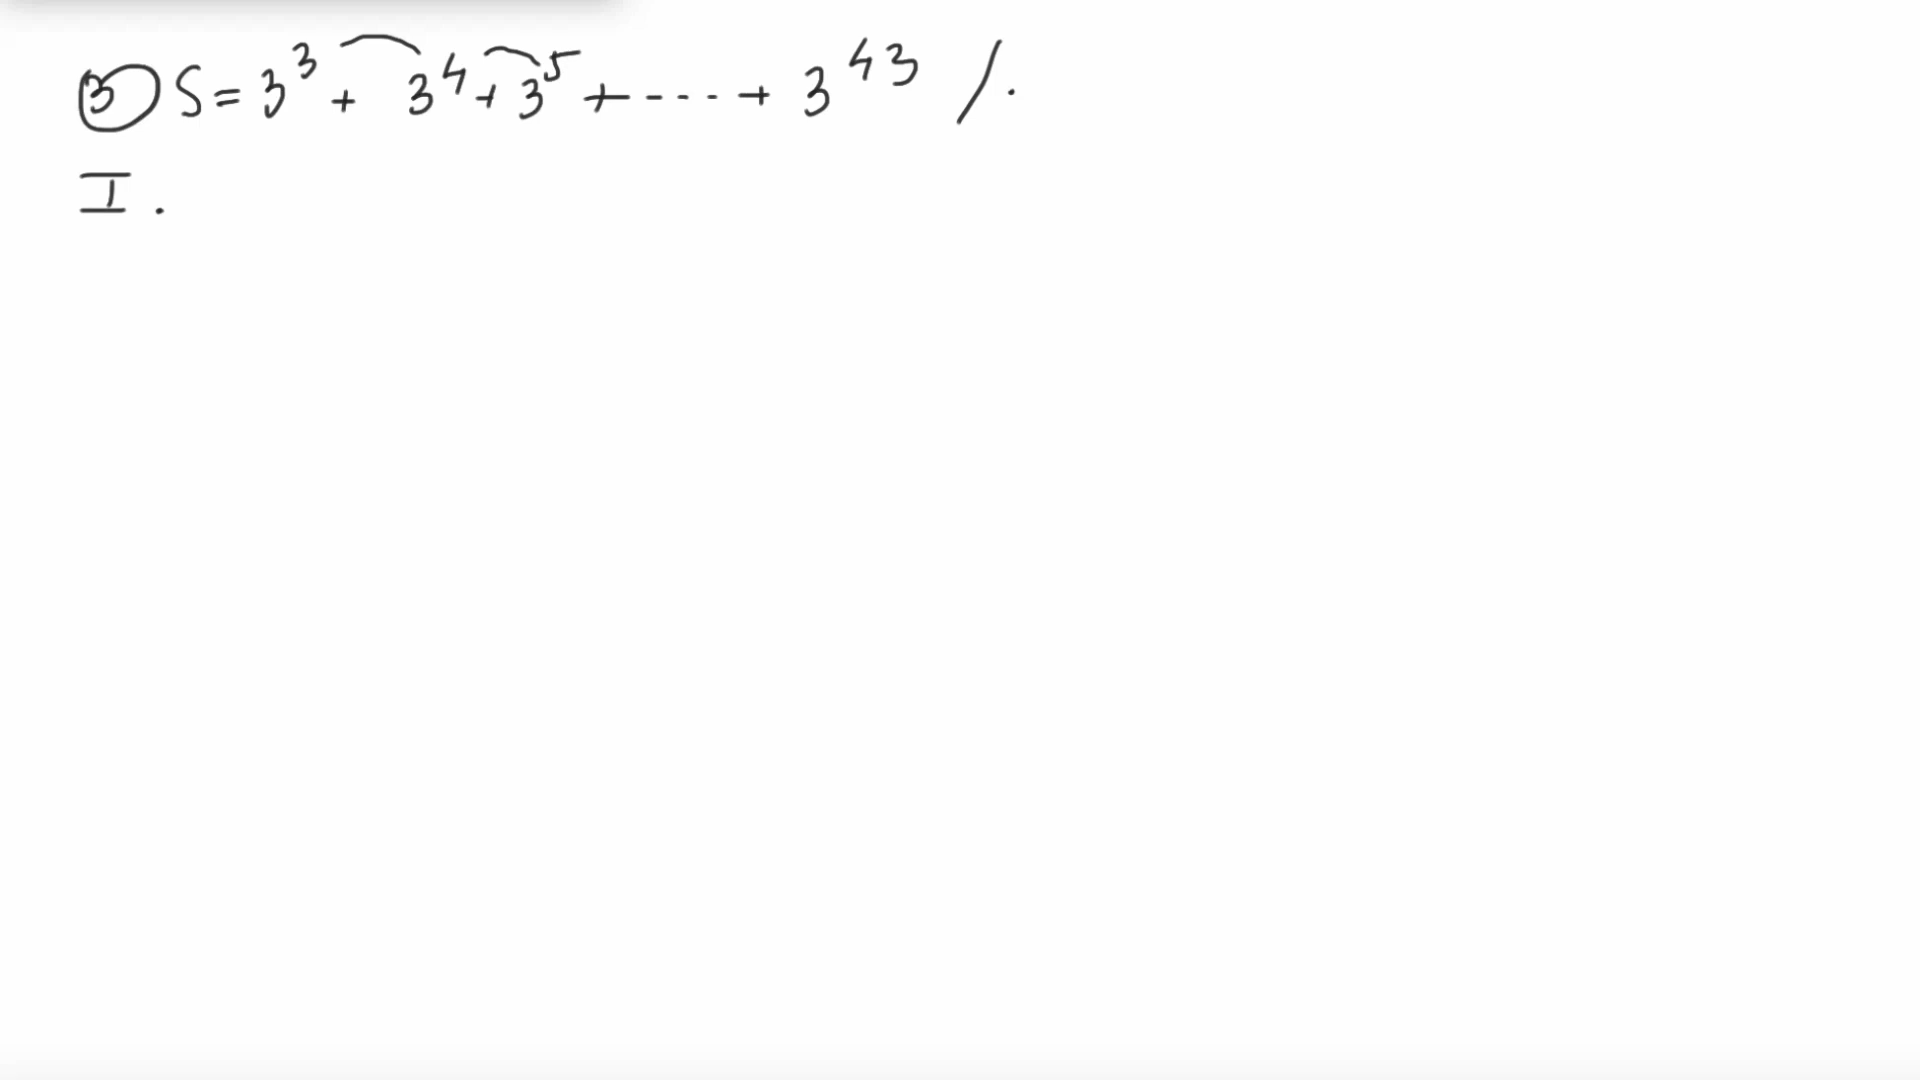 ③ S = 3³ + 3⁴ + 3⁵ + ---- + 3⁴³ / .
I .